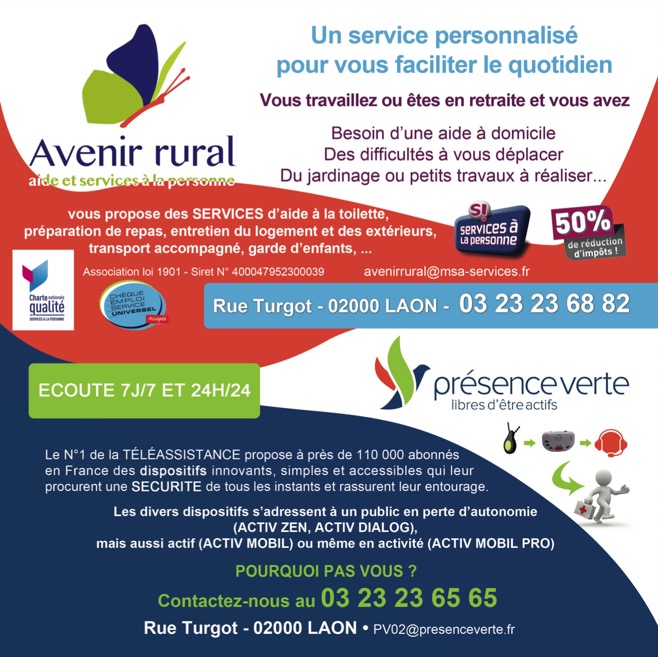 Un service personnalisé
pour vous faciliter le quotidien
Vous travaillez ou êtes en retraite et vous avez
Besoin d'une aide à domicile
Des difficultés à vous déplacer
Du jardinage ou petits travaux à réaliser...
Avenir rural
aide et services à la personne
vous propose des SERVICES d'aide à la toilette,
préparation de repas, entretien du logement et des extérieurs,
transport accompagné, garde d'enfants, ...
S!
SERVICES à
LA PERSONNE
50%
de réduction
d'impôts !
Charte nationale
qualité
SERVICES À LA PERSONNE
Association loi 1901 - Siret N° 400047952300039
avenirrural@msa-services.fr
CHÈQUE
EMPLOI
SERVICE
UNIVERSEL
Accepté
Rue Turgot - 02000 LAON - 03 23 23 68 82
ECOUTE 7J/7 ET 24H/24
présence verte
libres d'être actifs
Le N°1 de la TÉLÉASSISTANCE propose à près de 110 000 abonnés
en France des dispositifs innovants, simples et accessibles qui leur
procurent une SECURITE de tous les instants et rassurent leur entourage.
Les divers dispositifs s'adressent à un public en perte d'autonomie
(ACTIV ZEN, ACTIV DIALOG),
mais aussi actif (ACTIV MOBIL) ou même en activité (ACTIV MOBIL PRO)
POURQUOI PAS VOUS ?
Contactez-nous au 03 23 23 65 65
Rue Turgot - 02000 LAON • PV02@presenceverte.fr